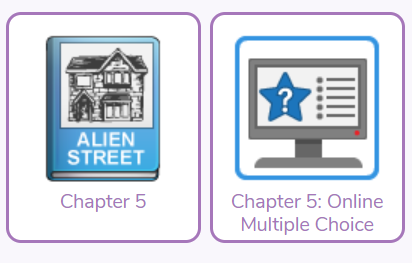 ALIEN
STREET
Chapter 5
?
Chapter 5: Online
Multiple Choice